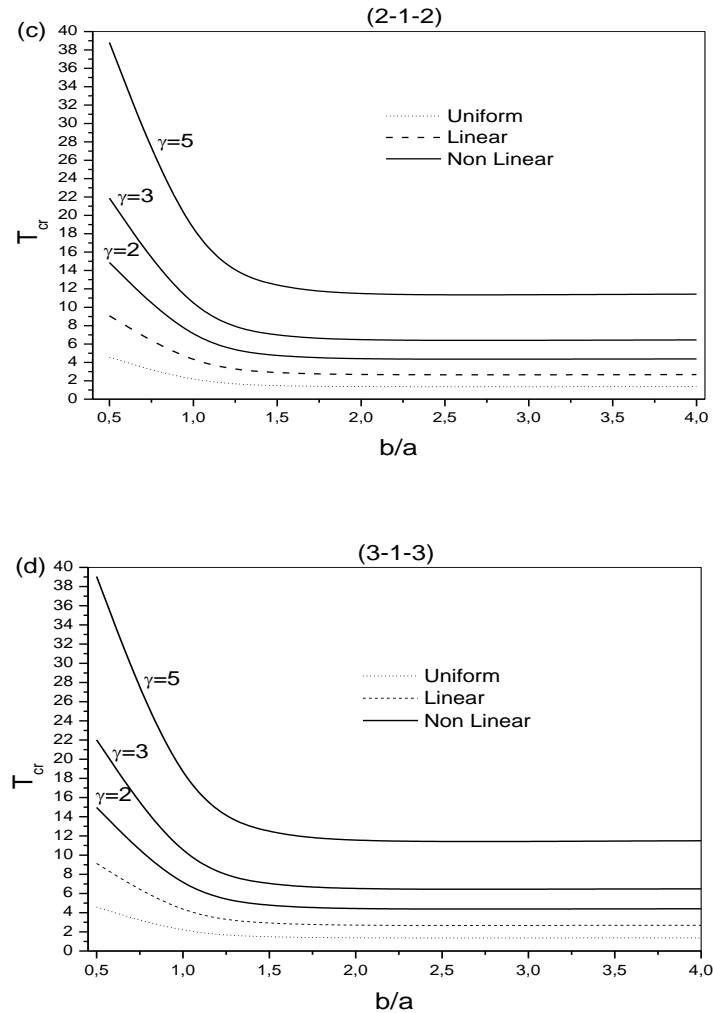 (c)
(2-1-2)
40
38
36
34
32
30
28
26
24
22
20
18
16
14
12
10
8
6
4
2
0
T_cr
γ=5
γ=3
γ=2
Uniform
Linear
Non Linear
0,5 1,0 1,5 2,0 2,5 3,0 3,5 4,0
b/a
(d)
(3-1-3)
40
38
36
34
32
30
28
26
24
22
20
18
16
14
12
10
8
6
4
2
0
T_cr
γ=5
γ=3
γ=2
Uniform
Linear
Non Linear
0,5 1,0 1,5 2,0 2,5 3,0 3,5 4,0
b/a